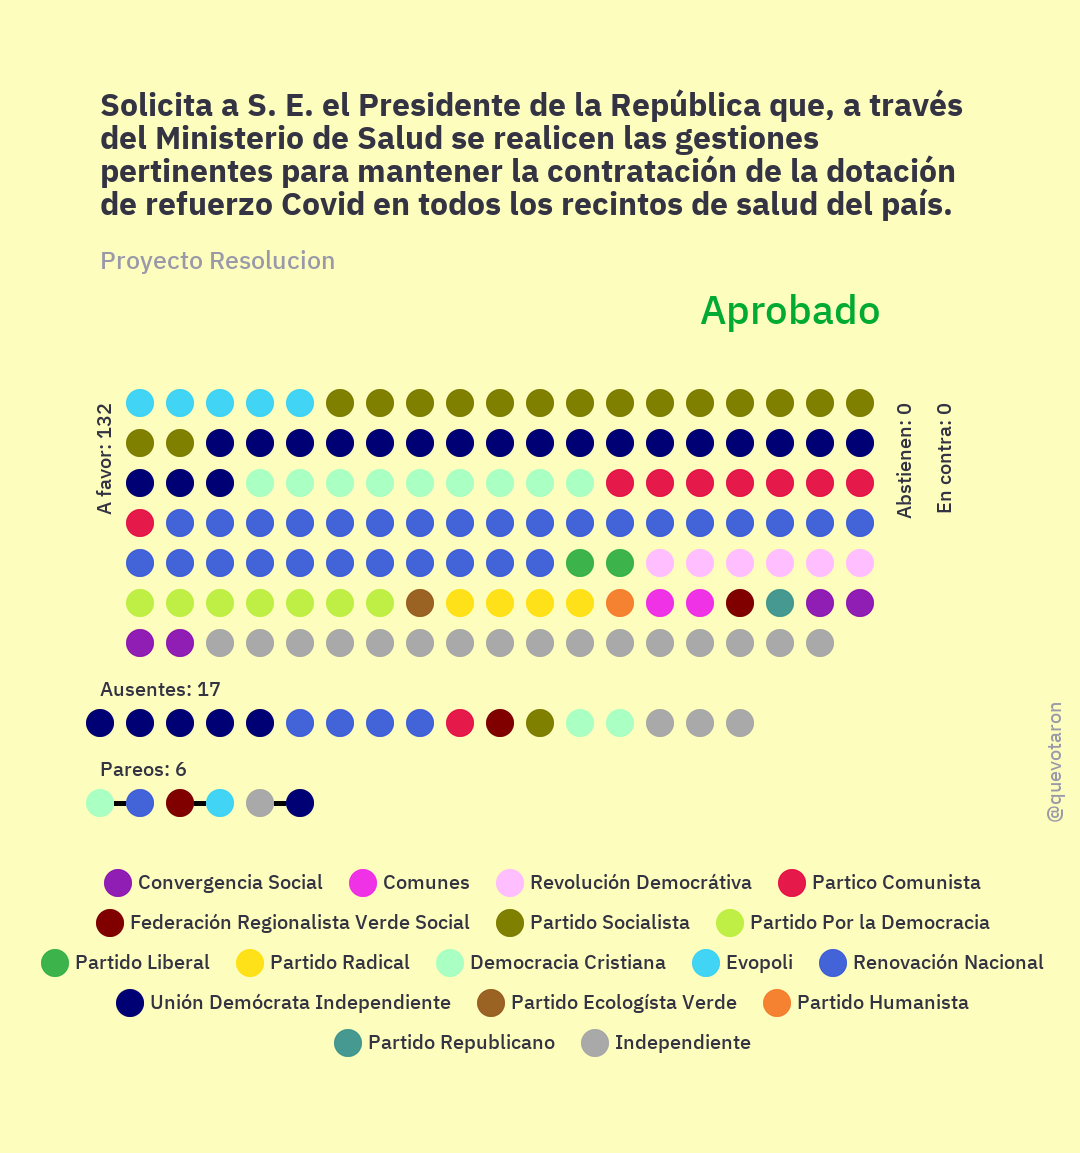 Solicita a S. E. el Presidente de la República que, a través
del Ministerio de Salud se realicen las gestiones
pertinentes para mantener la contratación de la dotación
de refuerzo Covid en todos los recintos de salud del país.
Proyecto Resolucion
Aprobado
A favor: 132
Abstienen: 0
En contra: 0
Ausentes: 17
Pareos: 6
@quevotaron
Convergencia Social Comunes Revolución Democrátiva Partico Comunista
Federación Regionalista Verde Social Partido Socialista Partido Por la Democracia
Partido Liberal Partido Radical Democracia Cristiana Evopoli Renovación Nacional
Unión Demócrata Independiente Partido Ecologísta Verde Partido Humanista
Partido Republicano Independiente